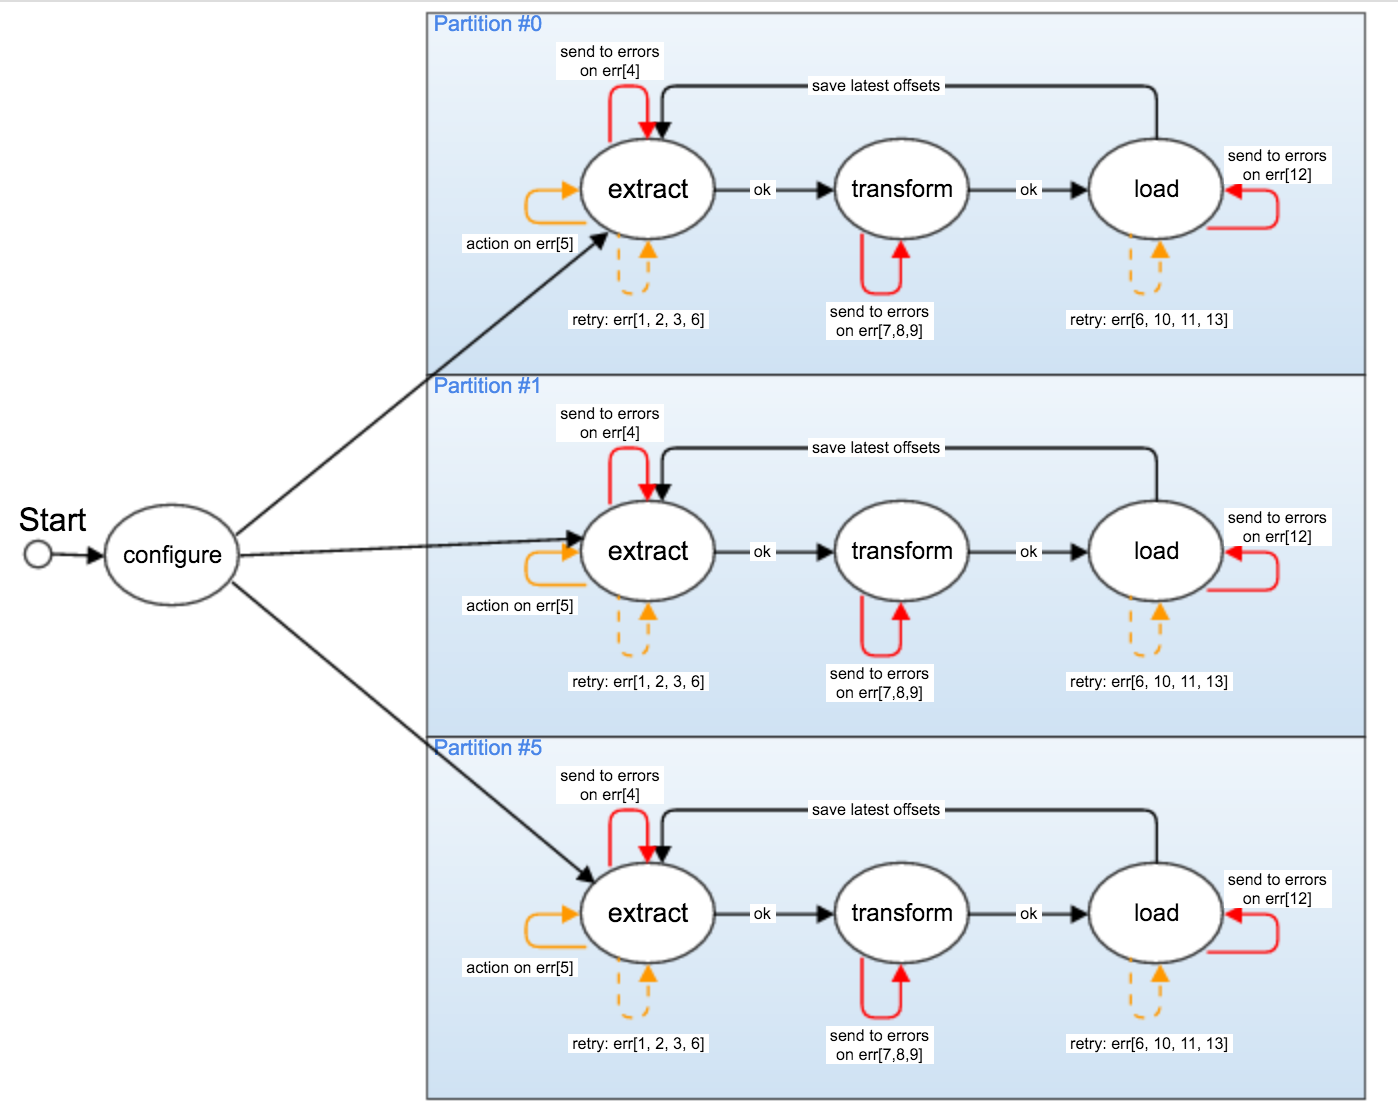 Partition #0
send to errors
on err[4]
save latest offsets
send to errors
on err[12]
extract
ok
transform
ok
load
action on err[5]
retry: err[1, 2, 3, 6]
send to errors
on err[7,8,9]
retry: err[6, 10, 11, 13]
Start
configure
Partition #1
send to errors
on err[4]
save latest offsets
send to errors
on err[12]
extract
ok
transform
ok
load
action on err[5]
retry: err[1, 2, 3, 6]
send to errors
on err[7,8,9]
retry: err[6, 10, 11, 13]
Partition #5
send to errors
on err[4]
save latest offsets
send to errors
on err[12]
extract
ok
transform
ok
load
action on err[5]
retry: err[1, 2, 3, 6]
send to errors
on err[7,8,9]
retry: err[6, 10, 11, 13]